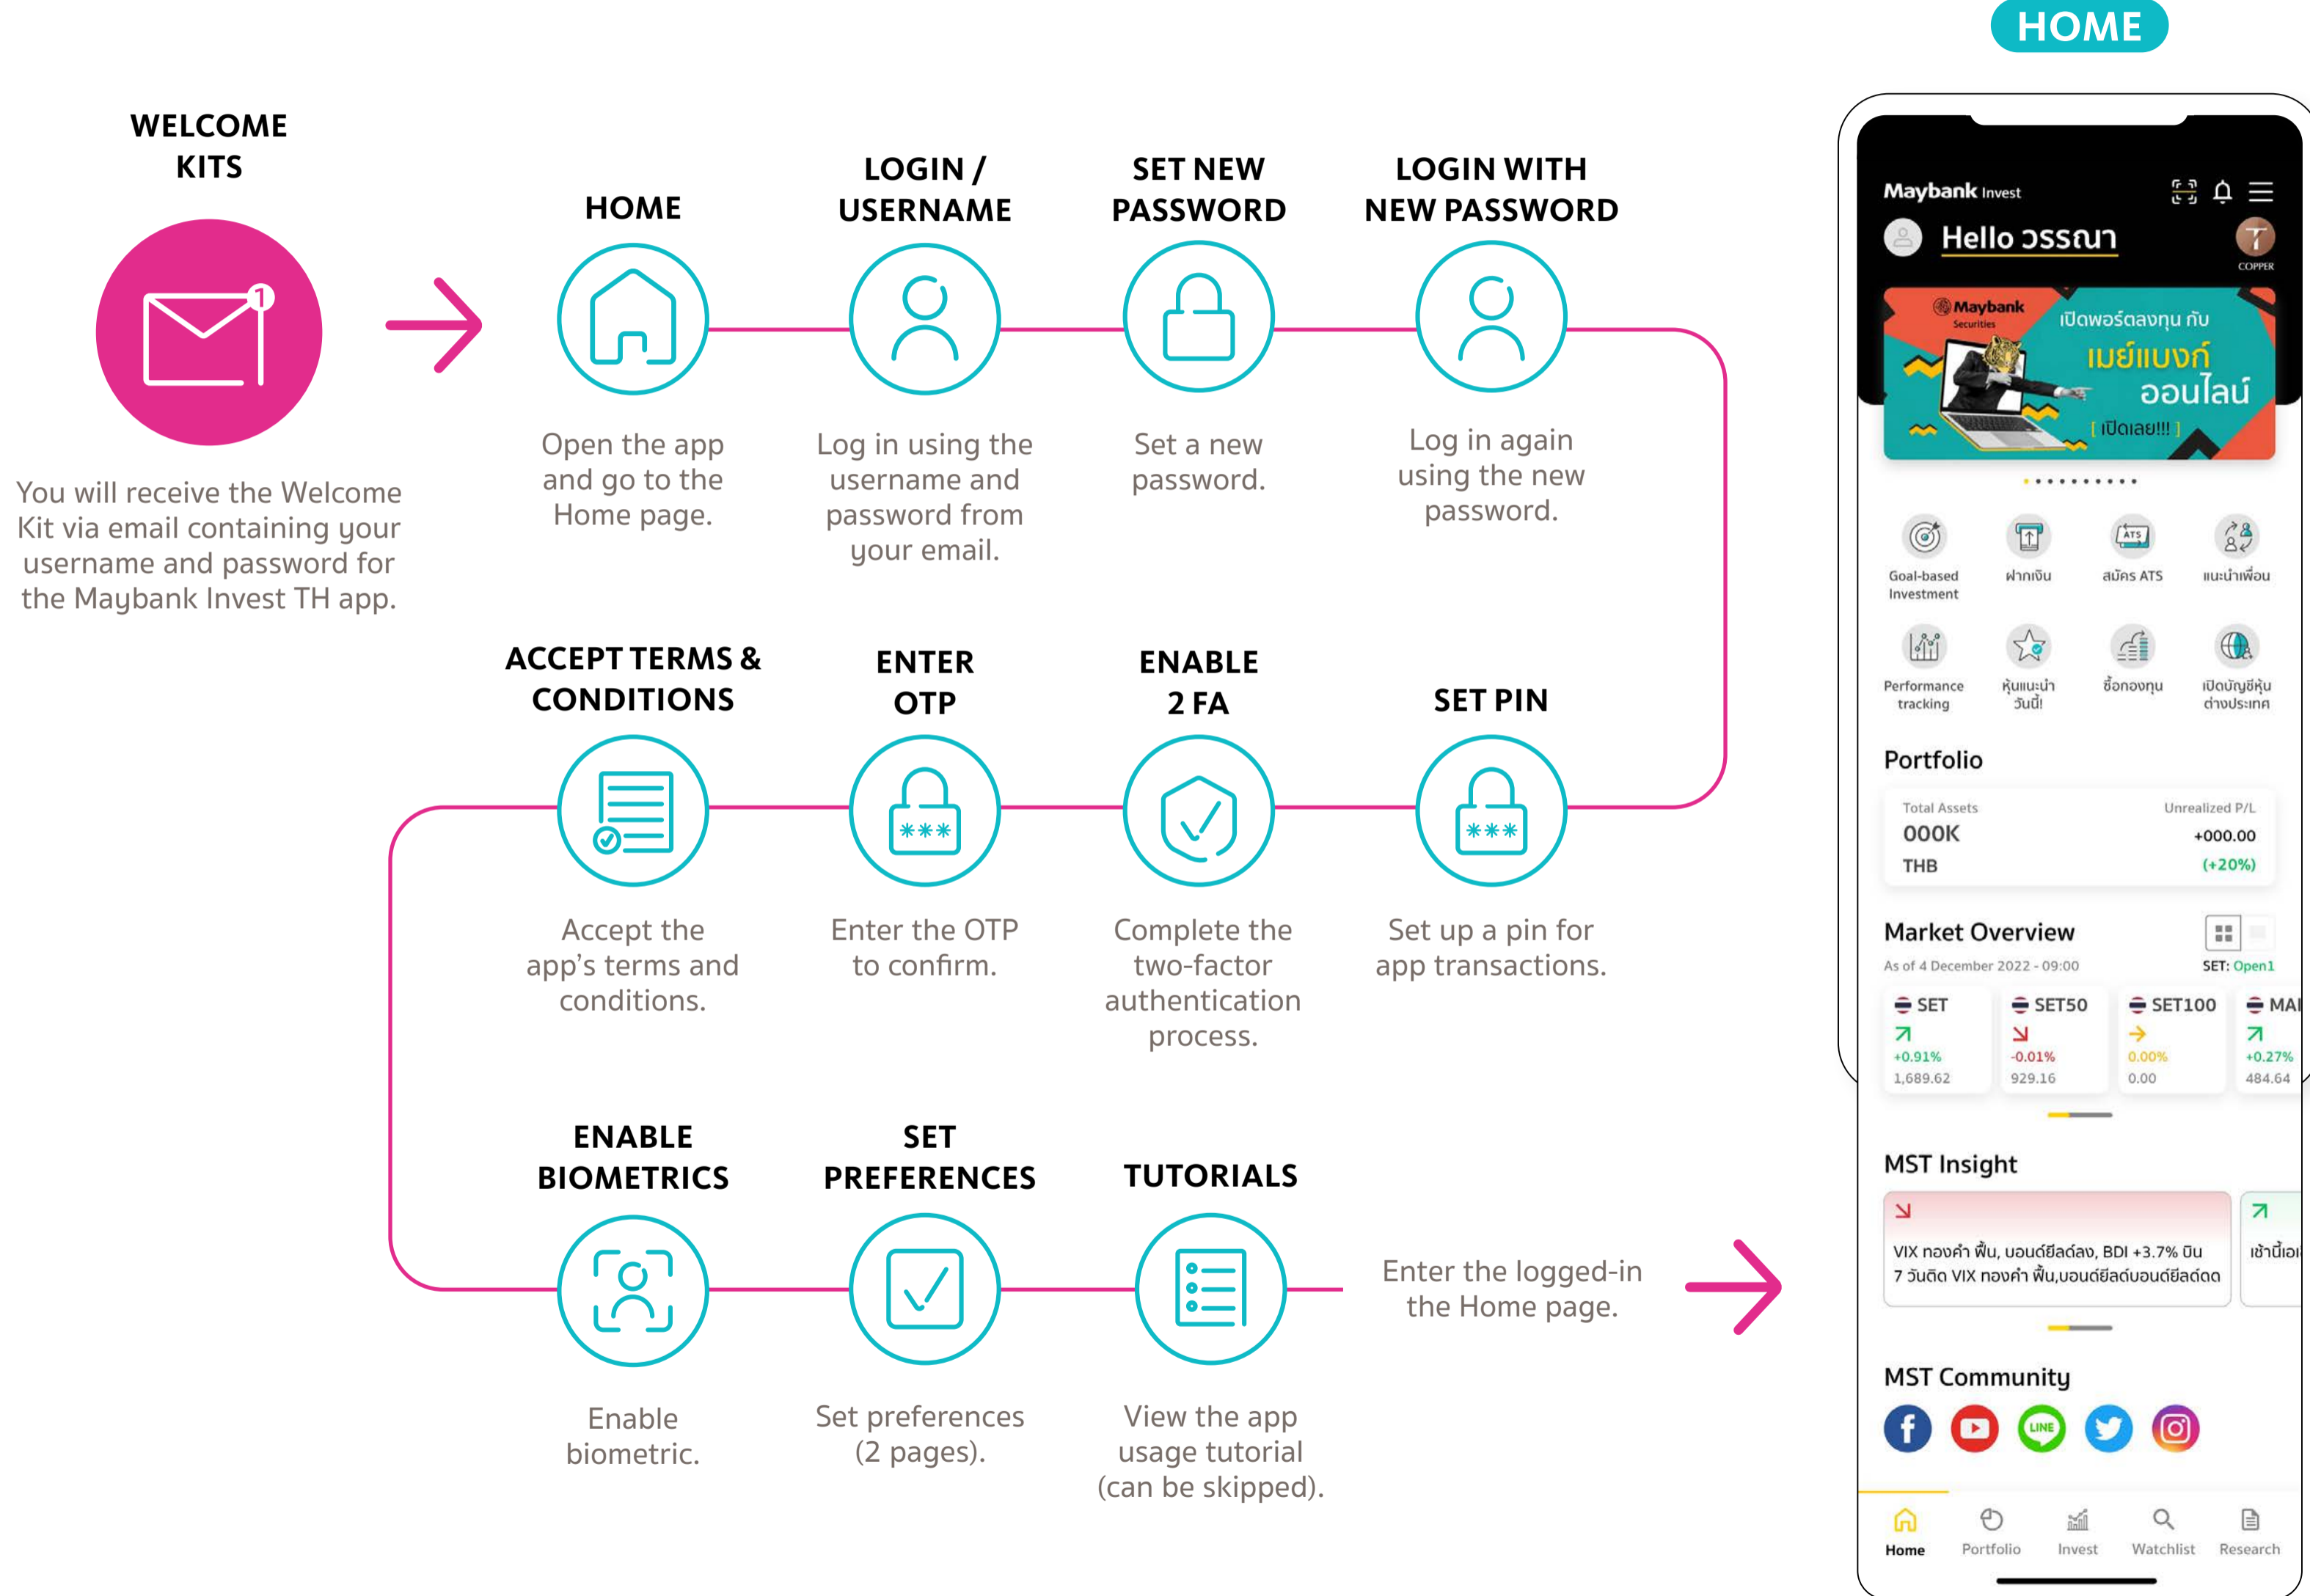 HOME
WELCOME
KITS
1
You will receive the Welcome
Kit via email containing your
username and password for
the Maybank Invest TH app.
HOME
Open the app
and go to the
Home page.
LOGIN /
USERNAME
Log in using the
username and
password from
your email.
SET NEW
PASSWORD
Set a new
password.
LOGIN WITH
NEW PASSWORD
Log in again
using the new
password.
ACCEPT TERMS &
CONDITIONS
Accept the
app's terms and
conditions.
ENTER
OTP
***
Enter the OTP
to confirm.
ENABLE
2 FA
Complete the
two-factor
authentication
process.
SET PIN
***
Set up a pin for
app transactions.
ENABLE
BIOMETRICS
Enable
biometric.
SET
PREFERENCES
Set preferences
(2 pages).
TUTORIALS
View the app
usage tutorial
(can be skipped).
Enter the logged-in
the Home page.
Maybank Invest
Hello วรรณา
T
COPPER
Maybank
Securities
เปิดพอร์ตลงทุน กับ
เมย์แบงก์
ออนไลน์
[ เปิดเลย!!! ]
Goal-based
Investment
ฝากเงิน
ATS
สมัคร ATS
แนะนำเพื่อน
Performance
tracking
หุ้นแนะนำ
วันนี้!
ซื้อกองทุน
เปิดบัญชีหุ้น
ต่างประเทศ
Portfolio
Total Assets
000K
THB
Unrealized P/L
+000.00
(+20%)
Market Overview
As of 4 December 2022 - 09:00
SET: Open1
SET
+0.91%
1,689.62
SET50
-0.01%
929.16
SET100
0.00%
0.00
MAI
+0.27%
484.64
MST Insight
VIX ทองคำ ฟื้น, บอนด์ยีลด์ลง, BDI +3.7% บิน
7 วันติด VIX ทองคำ ฟื้น,บอนด์ยีลด์บอนด์ยีลด์ดด
เช้านี้เอเ
MST Community
LINE
Home
Portfolio
Invest
Watchlist
Research